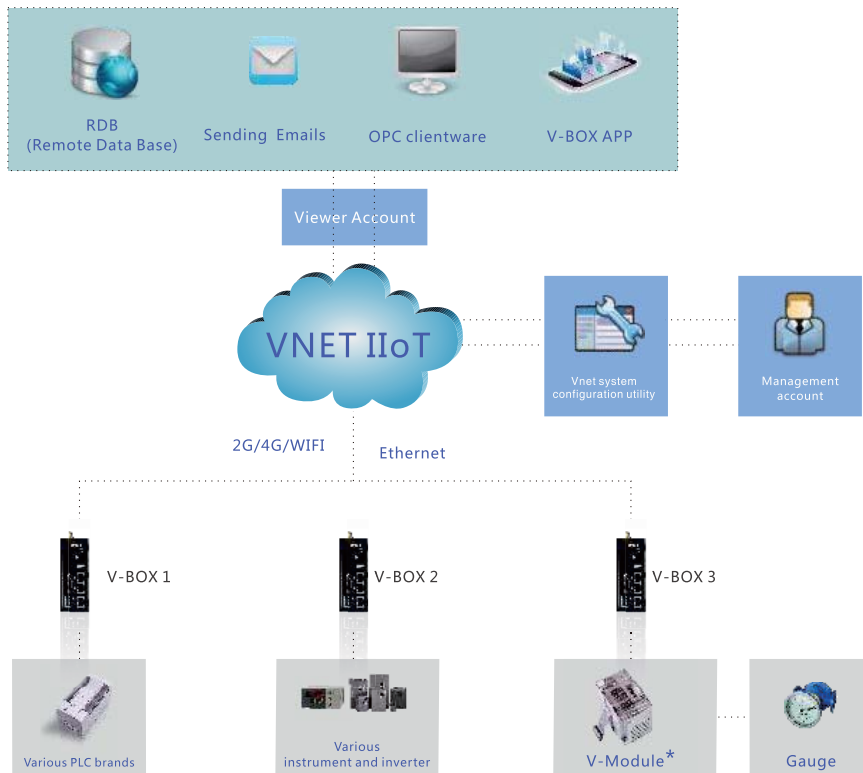 RDB
(Remote Data Base)
Sending Emails
OPC clientware
V-BOX APP
Viewer Account
VNET IIoT
Vnet system
configuration utility
Management
account
2G/4G/WIFI
Ethernet
V-BOX 1
V-BOX 2
V-BOX 3
Various PLC brands
Various
instrument and inverter
V-Module*
Gauge